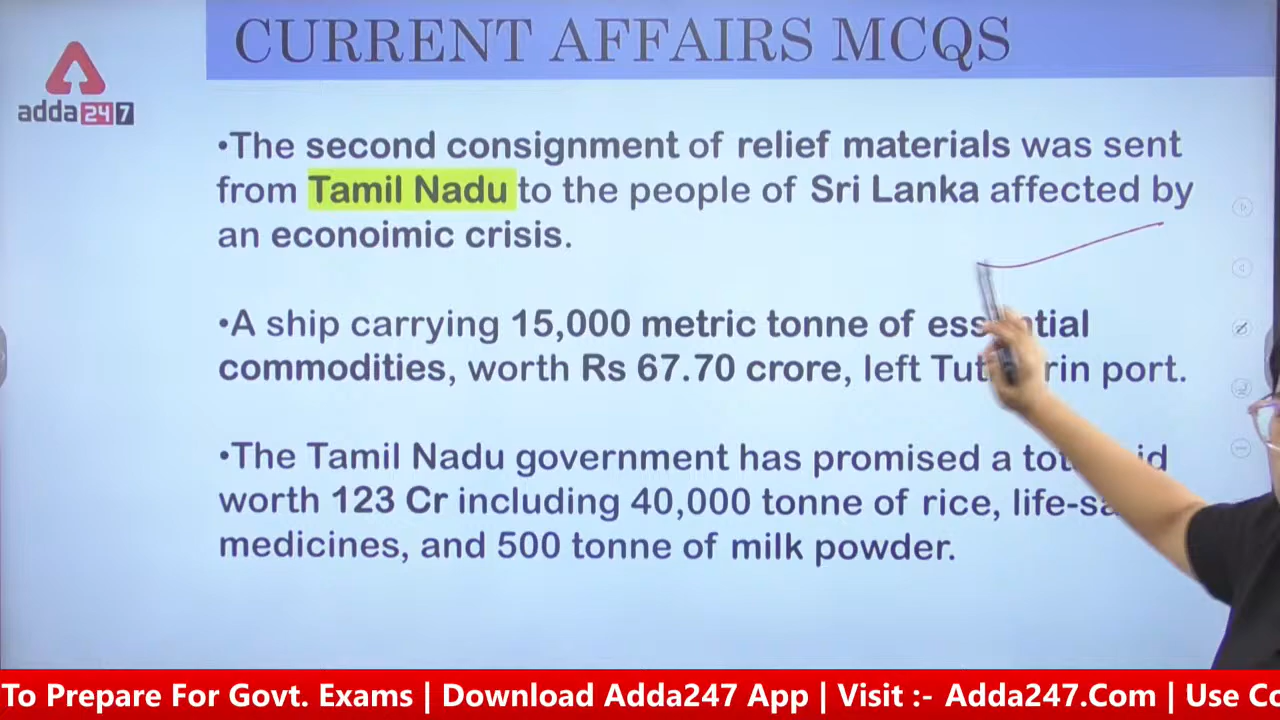 CURRENT AFFAIRS MCQS
adda247
•The second consignment of relief materials was sent
from Tamil Nadu to the people of Sri Lanka affected by
an econoimic crisis.
•A ship carrying 15,000 metric tonne of
commodities, worth Rs 67.70 crore, left port.
•The Tamil Nadu government has promised a
worth 123 Cr including 40,000 tonne of rice,
medicines, and 500 tonne of milk powder.
To Prepare For Govt. Exams | Download Adda247 App | Visit :- Adda247.Com | Use